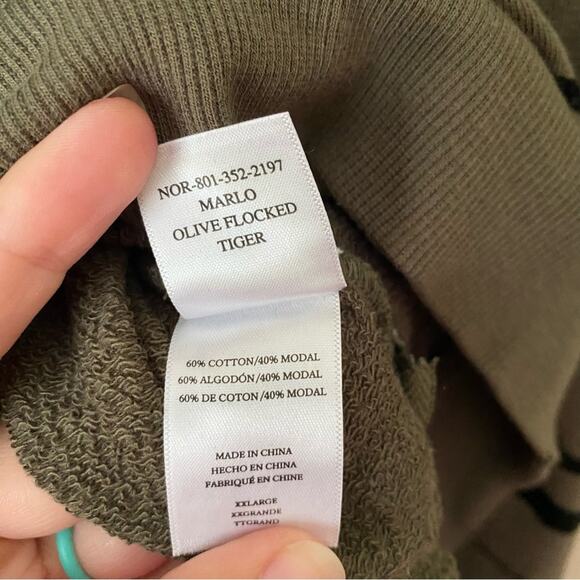 NOR-801-352-2197
MARLO
OLIVE FLOCKED
TIGER
60% COTTON/40% MODAL
60% ALGODÓN/40% MODAL
60% DE COTON/40% MODAL
MADE IN CHINA
HECHO EN CHINA
FABRIQUÉ EN CHINE
XXLARGE
XXGRANDE
TTGRAND